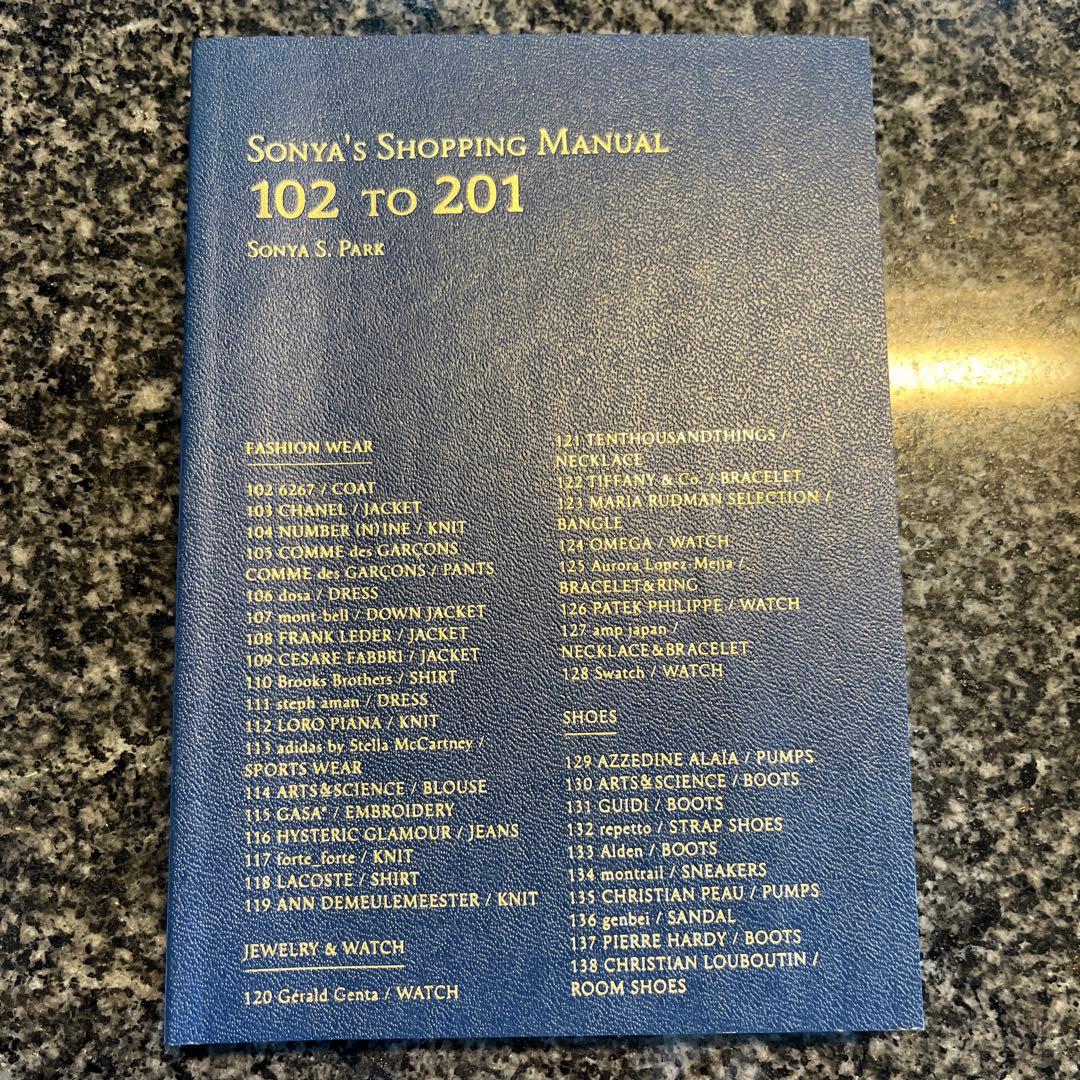 SONYA'S SHOPPING MANUAL
102 TO 201
SONYA S. PARK
FASHION WEAR
102 6267 / COAT
103 CHANEL / JACKET
104 NUMBER (N)INE / KNIT
105 COMME des GARÇONS
COMME des GARÇONS / PANTS
106 dosa / DRESS
107 mont-bell / DOWN JACKET
108 FRANK LEDER / JACKET
109 CESARE FABBRI / JACKET
110 Brooks Brothers / SHIRT
111 steph aman / DRESS
112 LORO PIANA / KNIT
113 adidas by Stella McCartney /
SPORTS WEAR
114 ARTS&SCIENCE / BLOUSE
115 GASA* / EMBROIDERY
116 HYSTERIC GLAMOUR / JEANS
117 forte_forte / KNIT
118 LACOSTE / SHIRT
119 ANN DEMEULEMEESTER / KNIT
JEWELRY & WATCH
120 Gérald Genta / WATCH
121 TENTHOUSANDTHINGS /
NECKLACE
122 TIFFANY & Co. / BRACELET
123 MARIA RUDMAN SELECTION /
BANGLE
124 OMEGA / WATCH
125 Aurora Lopez-Mejia /
BRACELET&RING
126 PATEK PHILIPPE / WATCH
127 amp japan /
NECKLACE&BRACELET
128 Swatch / WATCH
SHOES
129 AZZEDINE ALAÏA / PUMPS
130 ARTS&SCIENCE / BOOTS
131 GUIDI / BOOTS
132 repetto / STRAP SHOES
133 Alden / BOOTS
134 montrail / SNEAKERS
135 CHRISTIAN PEAU / PUMPS
136 genbei / SANDAL
137 PIERRE HARDY / BOOTS
138 CHRISTIAN LOUBOUTIN /
ROOM SHOES